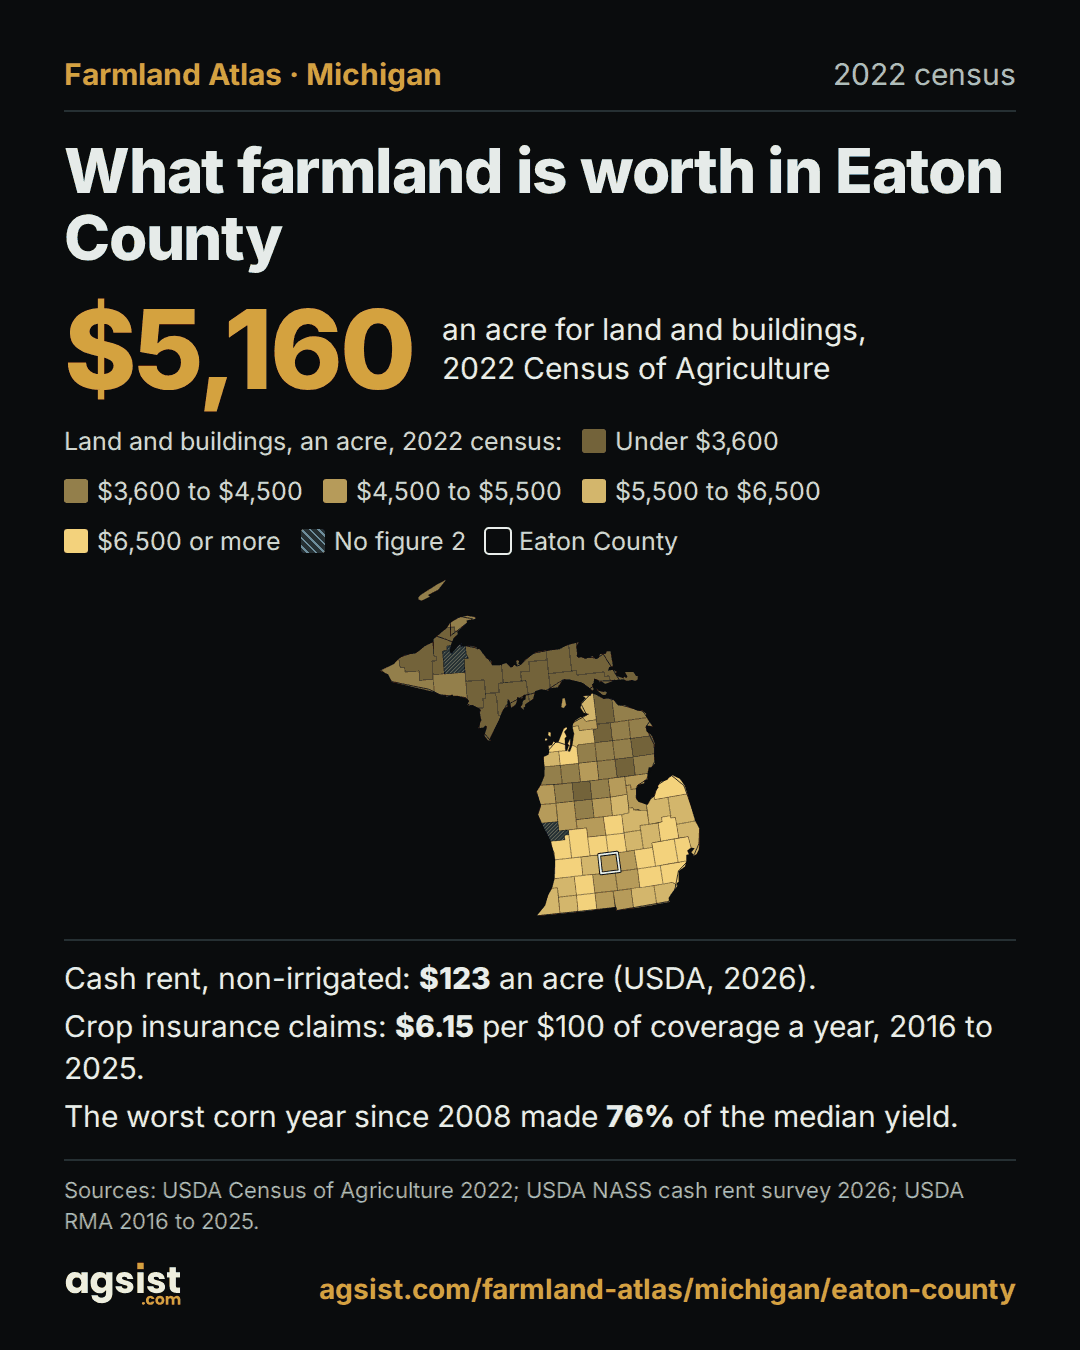 Farmland Atlas · Michigan
2022 census
What farmland is worth in Eaton
County
$5,160
an acre for land and buildings,
2022 Census of Agriculture
Land and buildings, an acre, 2022 census: Under $3,600
$3,600 to $4,500 $4,500 to $5,500 $5,500 to $6,500
$6,500 or more No figure 2 Eaton County
Cash rent, non-irrigated: $123 an acre (USDA, 2026).
Crop insurance claims: $6.15 per $100 of coverage a year, 2016 to
2025.
The worst corn year since 2008 made 76% of the median yield.
Sources: USDA Census of Agriculture 2022; USDA NASS cash rent survey 2026; USDA
RMA 2016 to 2025.
agsist
.com
agsist.com/farmland-atlas/michigan/eaton-county